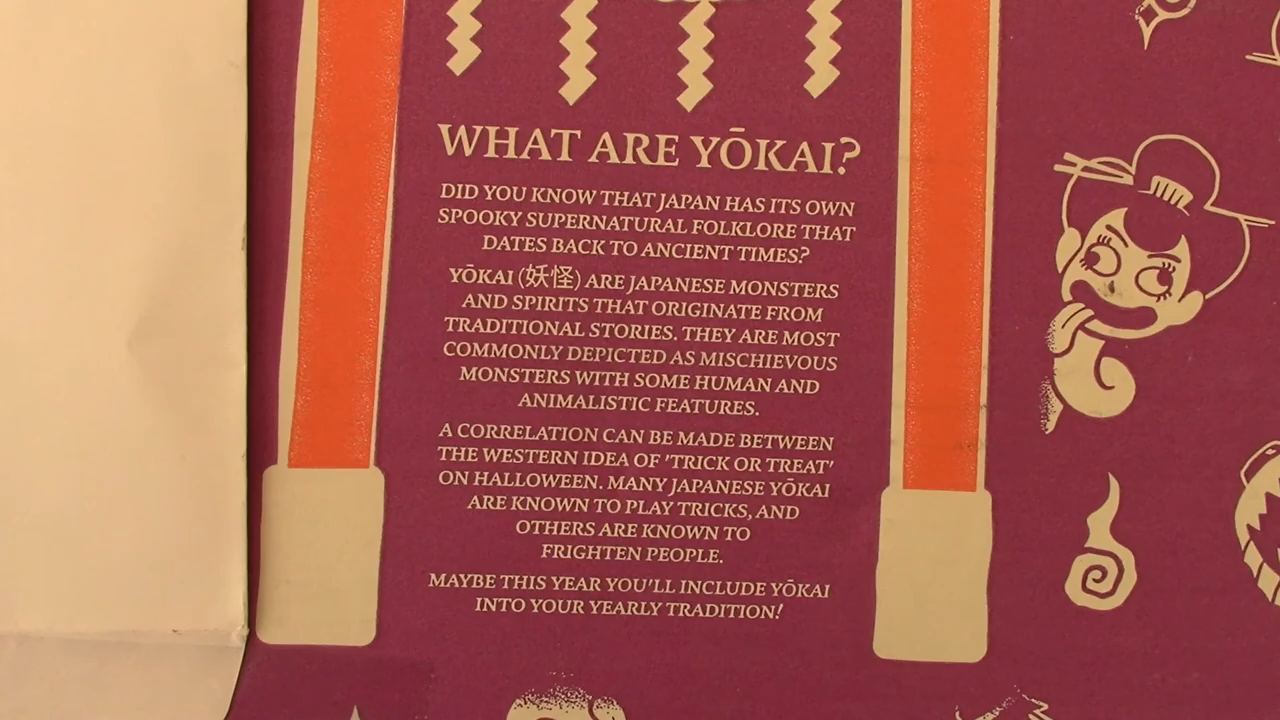 WHAT ARE YŌKAI?
DID YOU KNOW THAT JAPAN HAS ITS OWN
SPOOKY SUPERNATURAL FOLKLORE THAT
DATES BACK TO ANCIENT TIMES?
YŌKAI (妖怪) ARE JAPANESE MONSTERS
AND SPIRITS THAT ORIGINATE FROM
TRADITIONAL STORIES. THEY ARE MOST
COMMONLY DEPICTED AS MISCHIEVOUS
MONSTERS WITH SOME HUMAN AND
ANIMALISTIC FEATURES.
A CORRELATION CAN BE MADE BETWEEN
THE WESTERN IDEA OF 'TRICK OR TREAT'
ON HALLOWEEN. MANY JAPANESE YŌKAI
ARE KNOWN TO PLAY TRICKS, AND
OTHERS ARE KNOWN TO
FRIGHTEN PEOPLE.
MAYBE THIS YEAR YOU'LL INCLUDE YŌKAI
INTO YOUR YEARLY TRADITION!